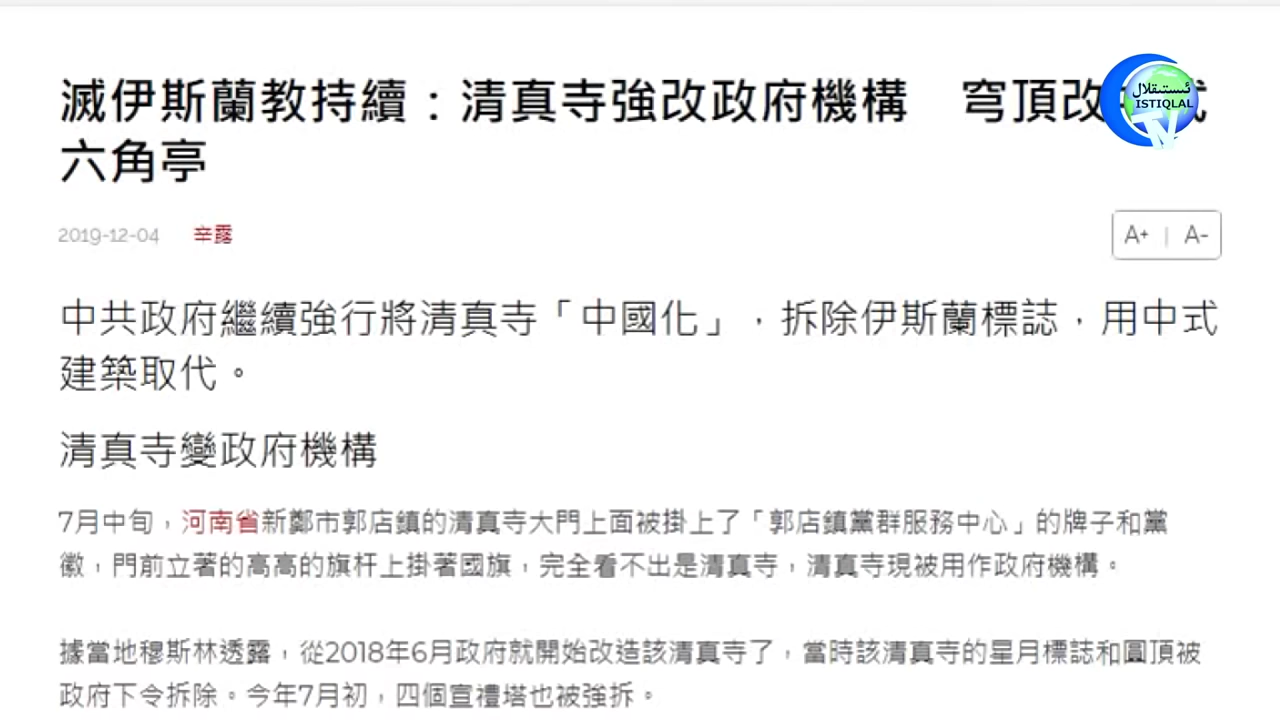 滅伊斯蘭教持續：清真寺強改政府機構　穹頂改
ئىستىقلال
ISTIQLAL
TV
六角亭
2019-12-04 辛露
A+ | A-
中共政府繼續強行將清真寺「中國化」，拆除伊斯蘭標誌，用中式
建築取代。
清真寺變政府機構
7月中旬，河南省新鄭市郭店鎮的清真寺大門上面被掛上了「郭店鎮黨群服務中心」的牌子和黨
徽，門前立著的高高的旗杆上掛著國旗，完全看不出是清真寺，清真寺現被用作政府機構。
據當地穆斯林透露，從2018年6月政府就開始改造該清真寺了，當時該清真寺的星月標誌和圓頂被
政府下令拆除。今年7月初，四個宣禮塔也被強拆。